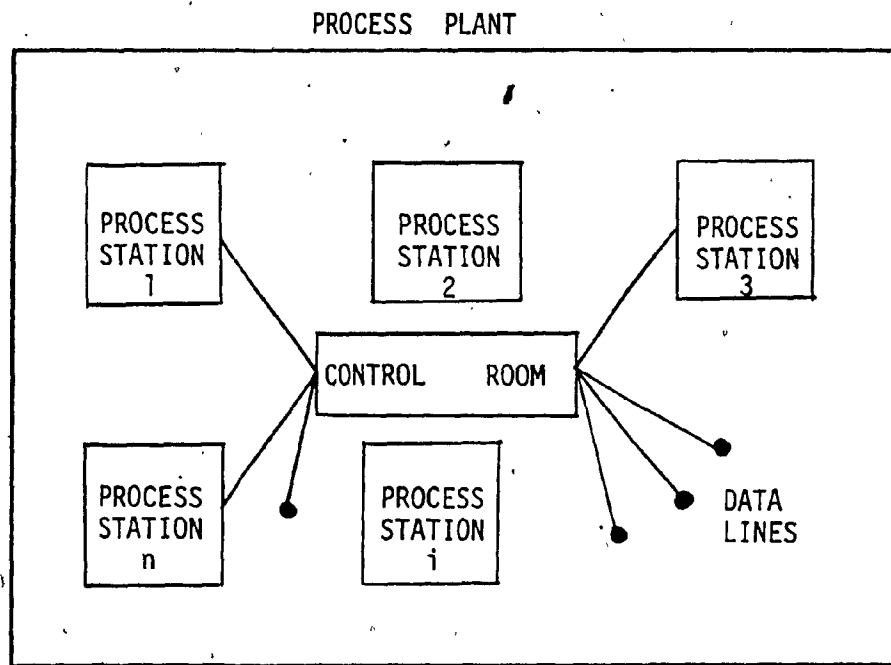 PROCESS PLANT
PROCESS
STATION
1
PROCESS
STATION
2
PROCESS
STATION
3
CONTROL ROOM
PROCESS
STATION
n
PROCESS
STATION
i
DATA
LINES